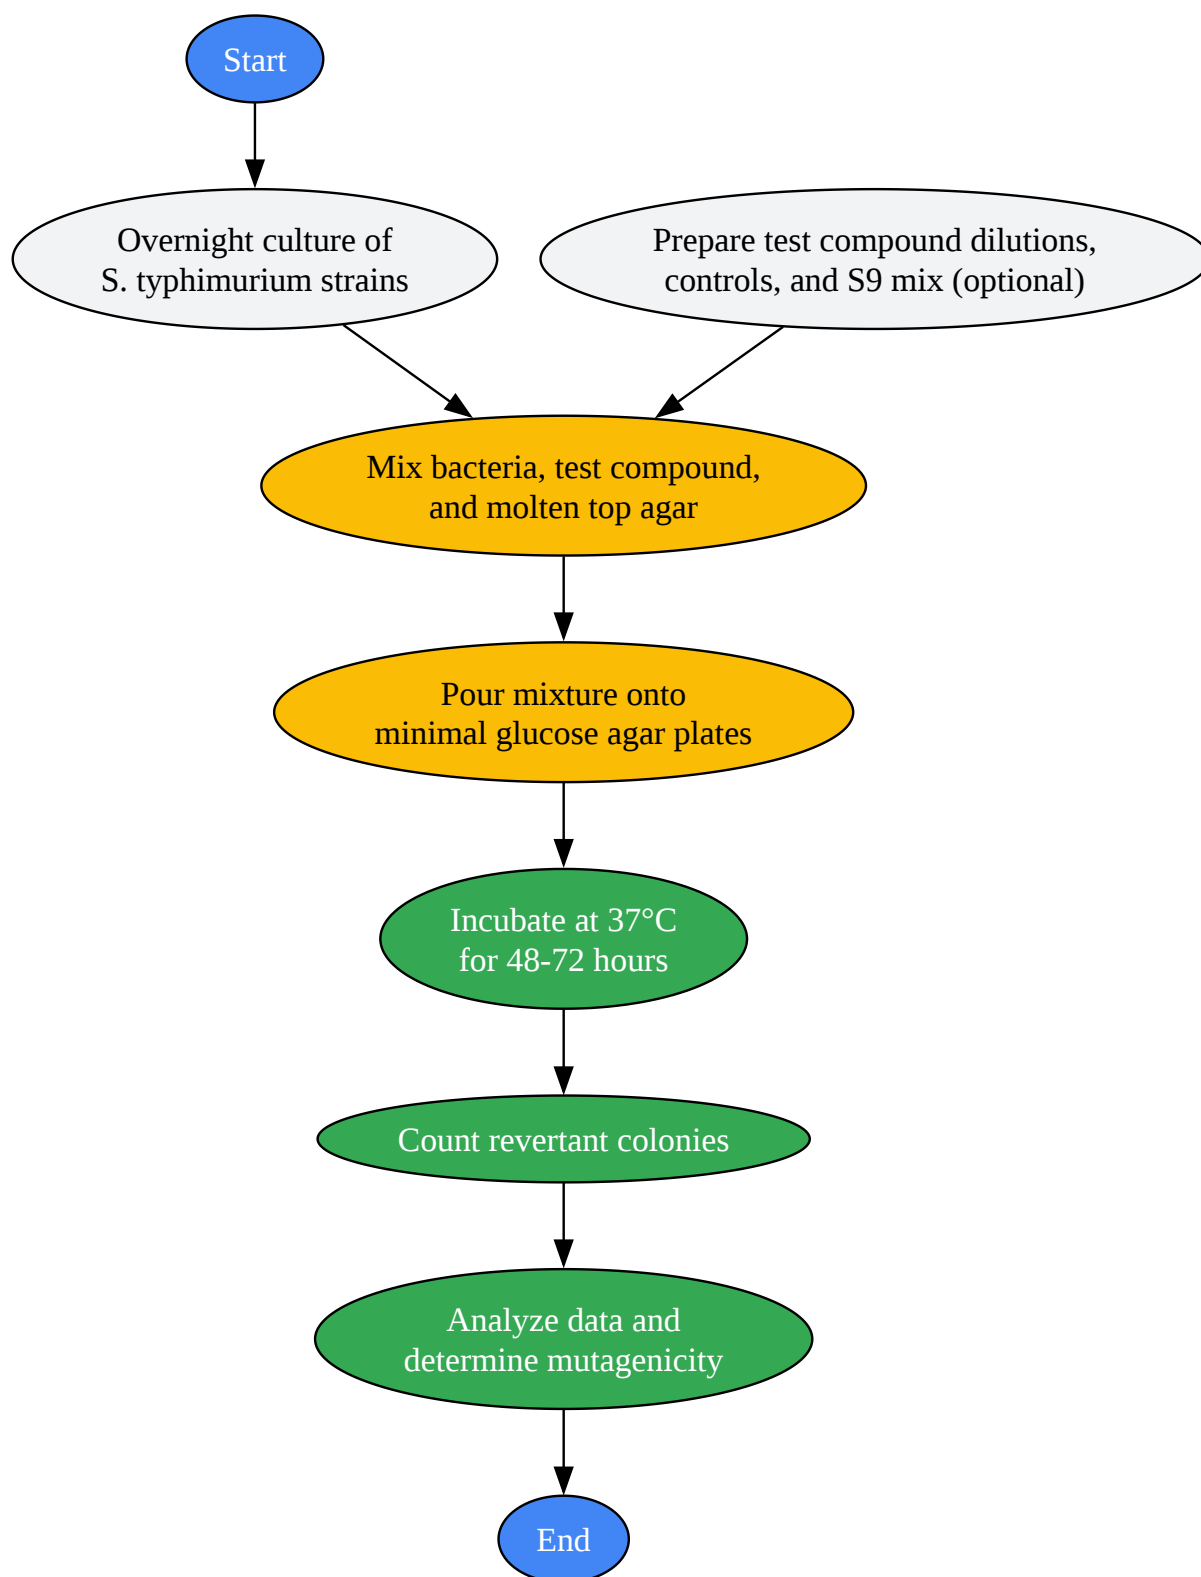 Start
Overnight culture of
S. typhimurium strains
Prepare test compound dilutions,
controls, and S9 mix (optional)
Mix bacteria, test compound,
and molten top agar
Pour mixture onto
minimal glucose agar plates
Incubate at 37°C
for 48-72 hours
Count revertant colonies
Analyze data and
determine mutagenicity
End